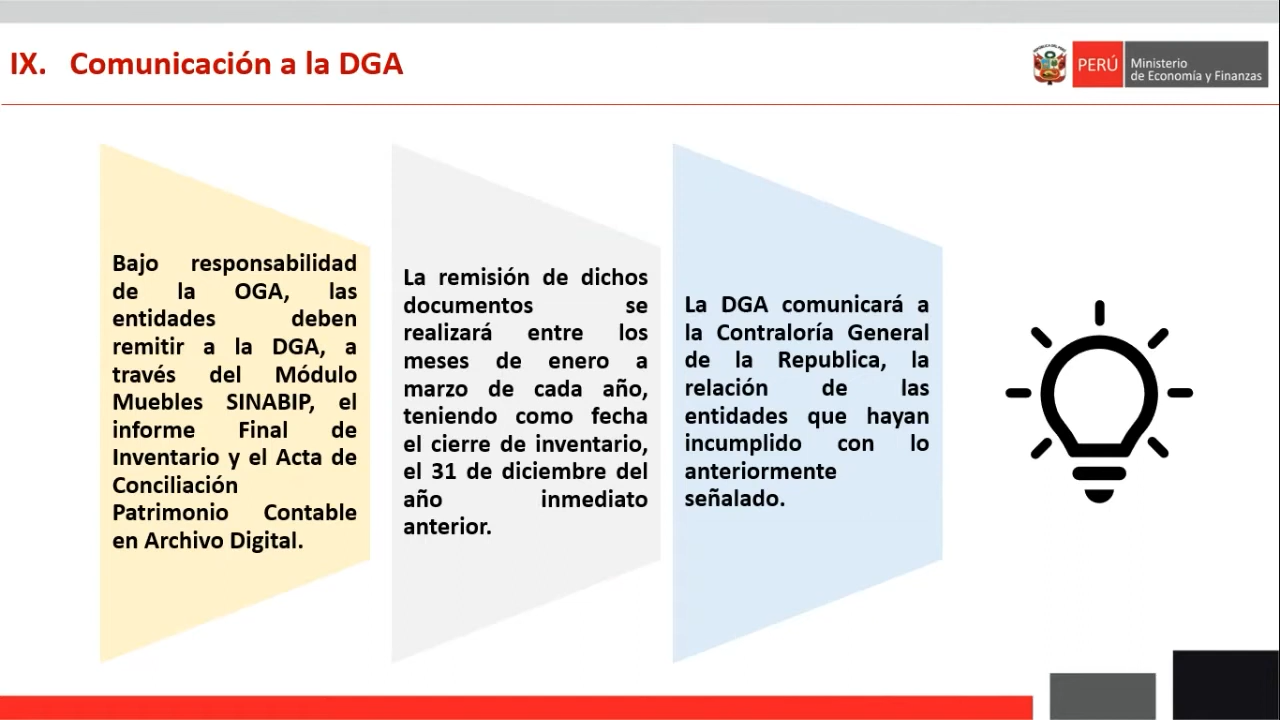 IX. Comunicación a la DGA
PERÚ
Ministerio
de Economía y Finanzas
Bajo responsabilidad
de la OGA, las
entidades deben
remitir a la DGA, a
través del Módulo
Muebles SINABIP, el
informe Final de
Inventario y el Acta de
Conciliación
Patrimonio Contable
en Archivo Digital.
La remisión de dichos
documentos se
realizará entre los
meses de enero a
marzo de cada año,
teniendo como fecha
el cierre de inventario,
el 31 de diciembre del
año inmediato
anterior.
La DGA comunicará a
la Contraloría General
de la Republica, la
relación de las
entidades que hayan
incumplido con lo
anteriormente
señalado.